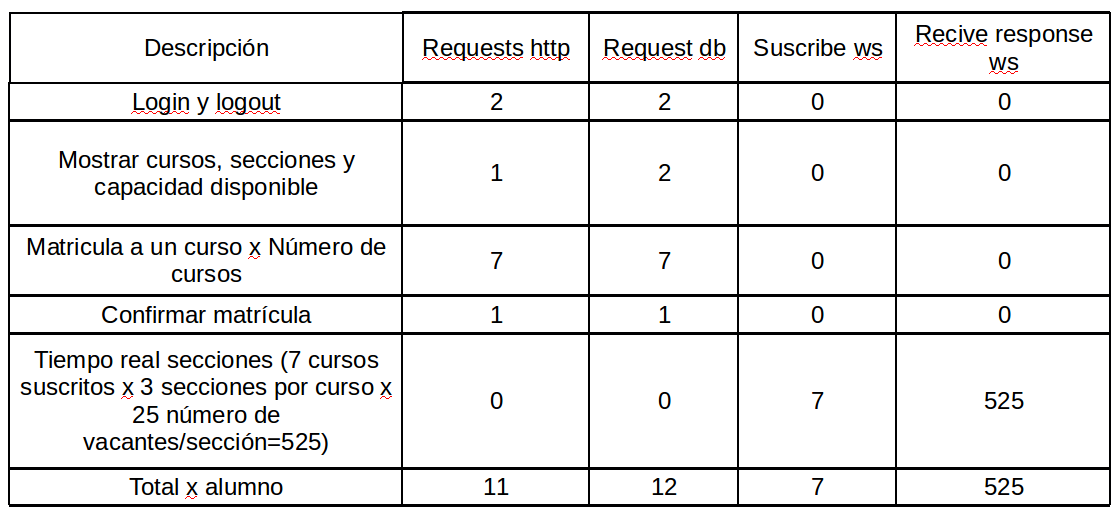 Descripción Requests http Request db Suscribe ws Recive response
ws
Login y logout 2 2 0 0
Mostrar cursos, secciones y
capacidad disponible 1 2 0 0
Matricula a un curso x Número de
cursos 7 7 0 0
Confirmar matrícula 1 1 0 0
Tiempo real secciones (7 cursos
suscritos x 3 secciones por curso x
25 número de
vacantes/sección=525) 0 0 7 525
Total x alumno 11 12 7 525